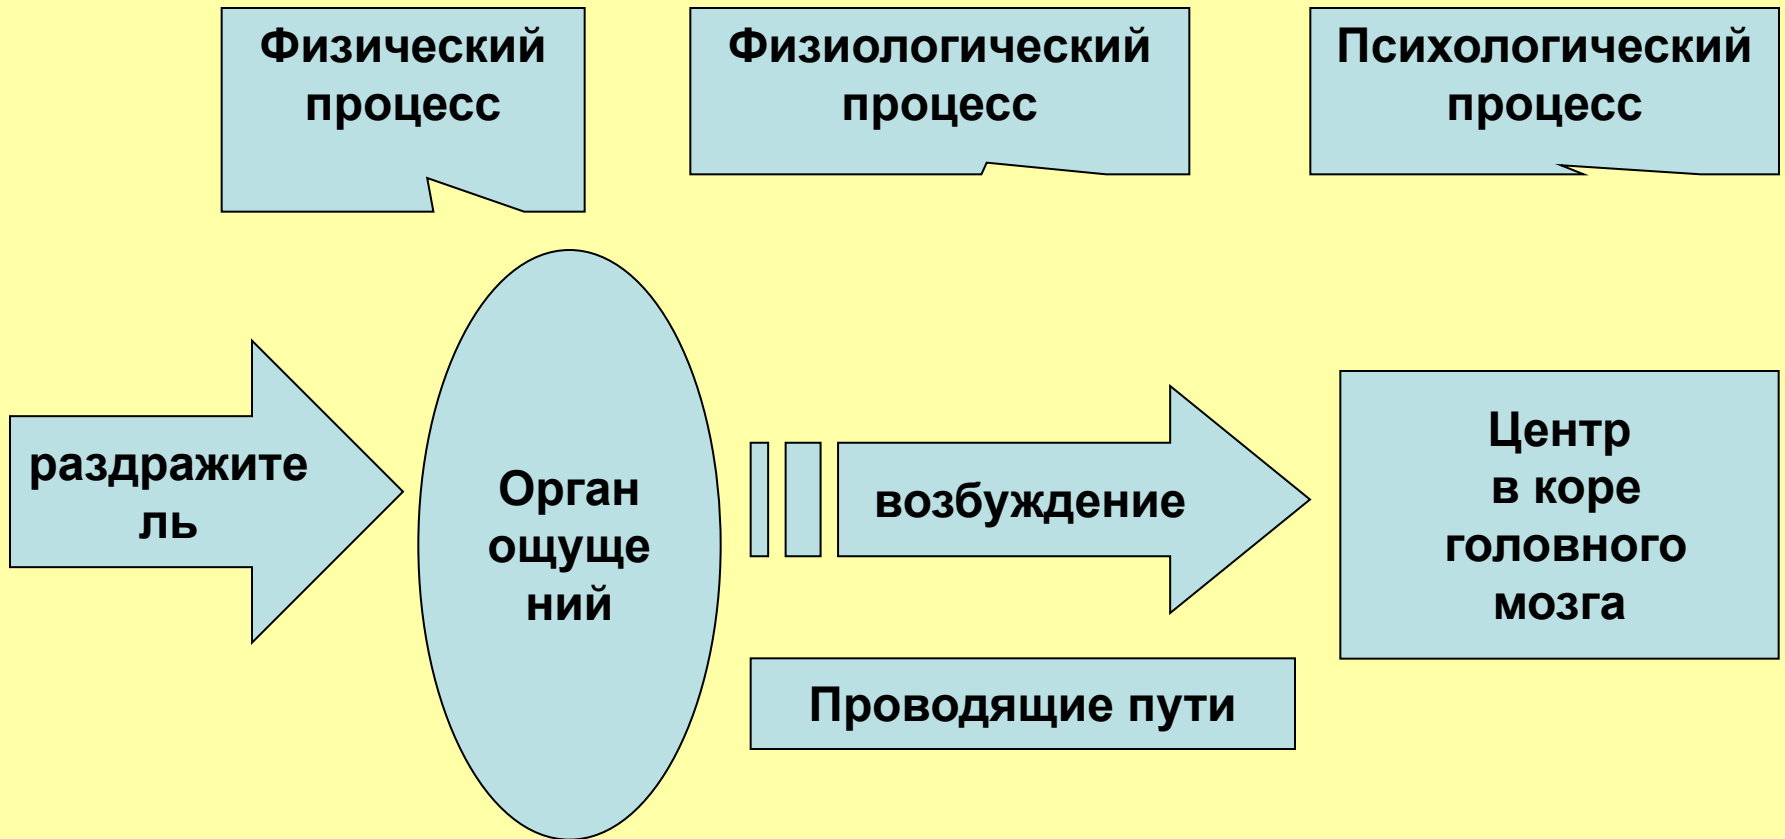 Физический
процесс
Физиологический
процесс
Психологический
процесс
раздражите
ль
Орган
ощуще
ний
возбуждение
Центр
в коре
головного
мозга
Проводящие пути